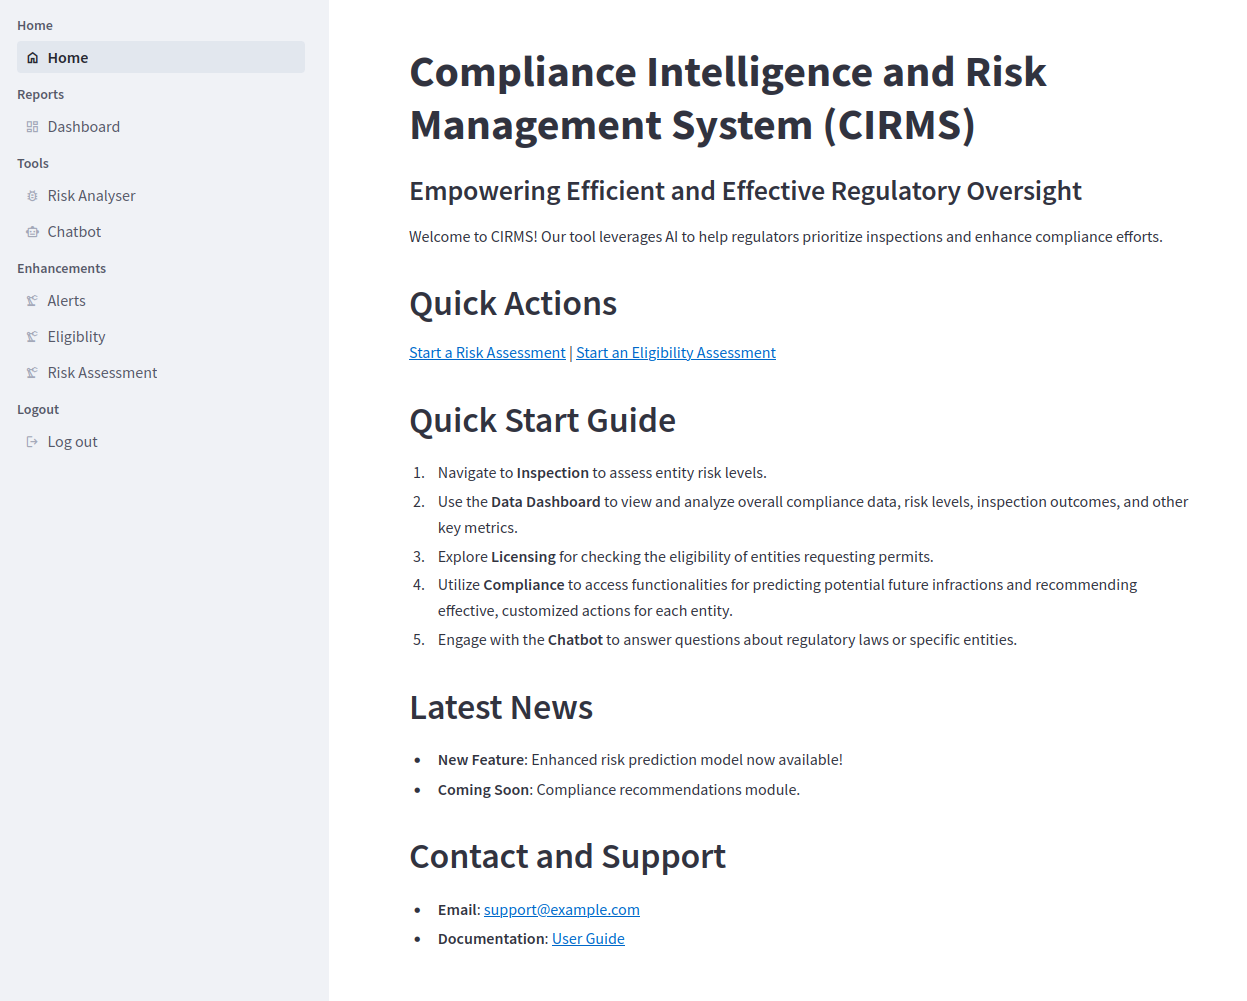 Home
Home
Reports
Dashboard
Tools
Risk Analyser
Chatbot
Enhancements
Alerts
Eligiblity
Risk Assessment
Logout
Log out
Compliance Intelligence and Risk
Management System (CIRMS)
Empowering Efficient and Effective Regulatory Oversight
Welcome to CIRMS! Our tool leverages AI to help regulators prioritize inspections and enhance compliance efforts.
Quick Actions
Start a Risk Assessment | Start an Eligibility Assessment
Quick Start Guide
1. Navigate to Inspection to assess entity risk levels.
2. Use the Data Dashboard to view and analyze overall compliance data, risk levels, inspection outcomes, and other
key metrics.
3. Explore Licensing for checking the eligibility of entities requesting permits.
4. Utilize Compliance to access functionalities for predicting potential future infractions and recommending
effective, customized actions for each entity.
5. Engage with the Chatbot to answer questions about regulatory laws or specific entities.
Latest News
• New Feature: Enhanced risk prediction model now available!
• Coming Soon: Compliance recommendations module.
Contact and Support
• Email: support@example.com
• Documentation: User Guide